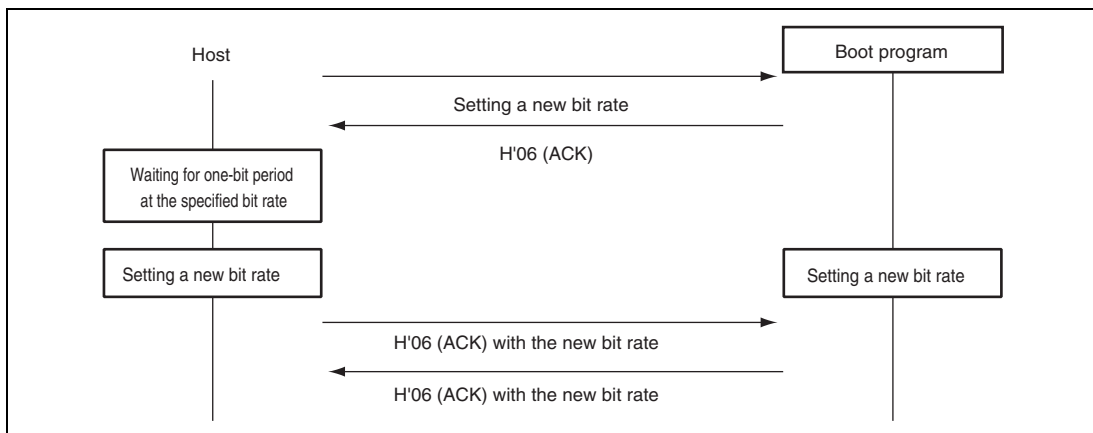 Host
Boot program
Setting a new bit rate
H'06 (ACK)
Waiting for one-bit period
at the specified bit rate
Setting a new bit rate
Setting a new bit rate
H'06 (ACK) with the new bit rate
H'06 (ACK) with the new bit rate